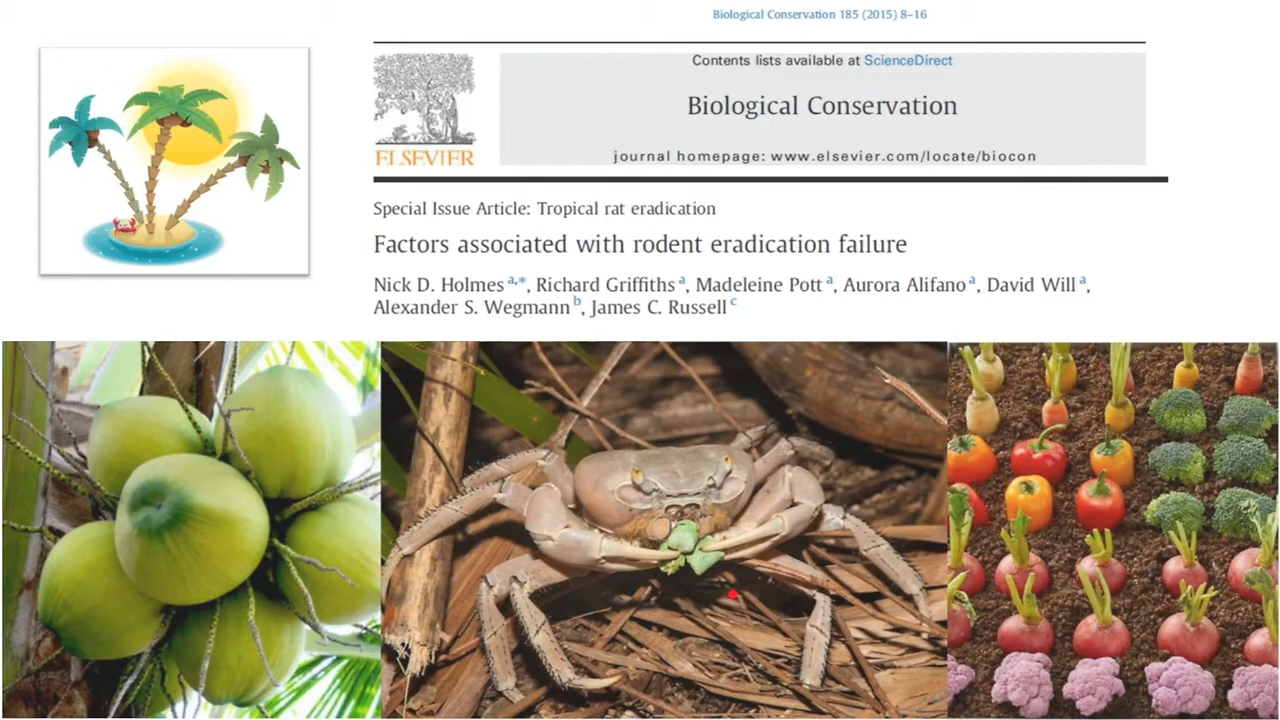 Biological Conservation 185 (2015) 8–16
Contents lists available at ScienceDirect
Biological Conservation
journal homepage: www.elsevier.com/locate/biocon
ELSEVIER
Special Issue Article: Tropical rat eradication
Factors associated with rodent eradication failure
Nick D. Holmes a,*, Richard Griffiths a, Madeleine Pott a, Aurora Alifano a, David Will a,
Alexander S. Wegmann b, James C. Russell c